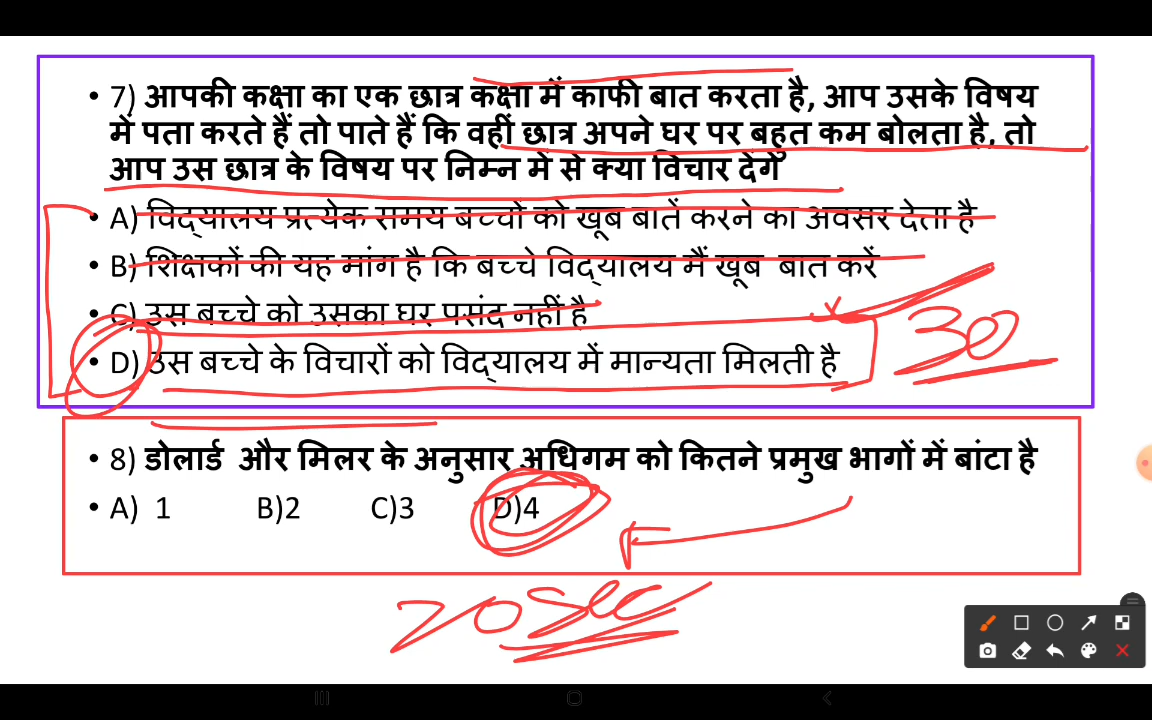 • 7) आपकी कक्षा का एक छात्र कक्षा में काफी बात करता है, आप उसके विषय
में पता करते हैं तो पाते हैं कि वहीं छात्र अपने घर पर बहुत कम बोलता है, तो
आप उस छात्र के विषय पर निम्न में से क्या विचार देंगे
• A) विद्यालय प्रत्येक समय बच्चों को खूब बातें करने का अवसर देता है
• B) शिक्षकों की यह मांग है कि बच्चे विद्यालय मैं खूब बात करें
• C) उस बच्चे को उसका घर पसंद नहीं है
• D) उस बच्चे के विचारों को विद्यालय में मान्यता मिलती है
30
• 8) डोलार्ड और मिलर के अनुसार अधिगम को कितने प्रमुख भागों में बांटा है
• A) 1 B)2 C)3 D)4
20 sec